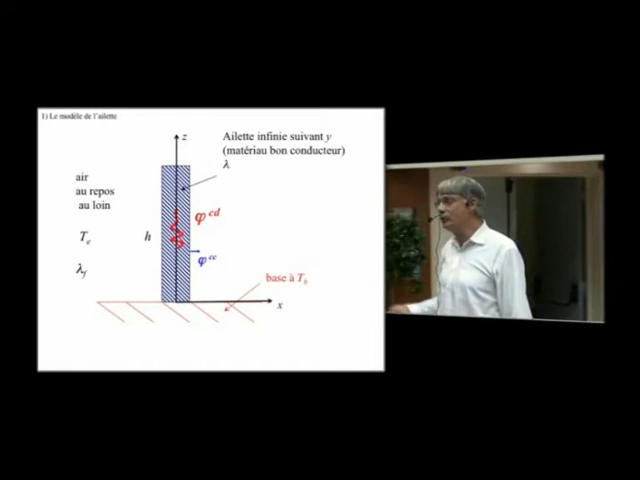 1) Le modèle de l'ailette
z
Ailette infinie suivant y
(matériau bon conducteur)
λ
air
au repos
au loin
φ^cd
T_e
h
φ^cc
λ_f
base à T_b
x